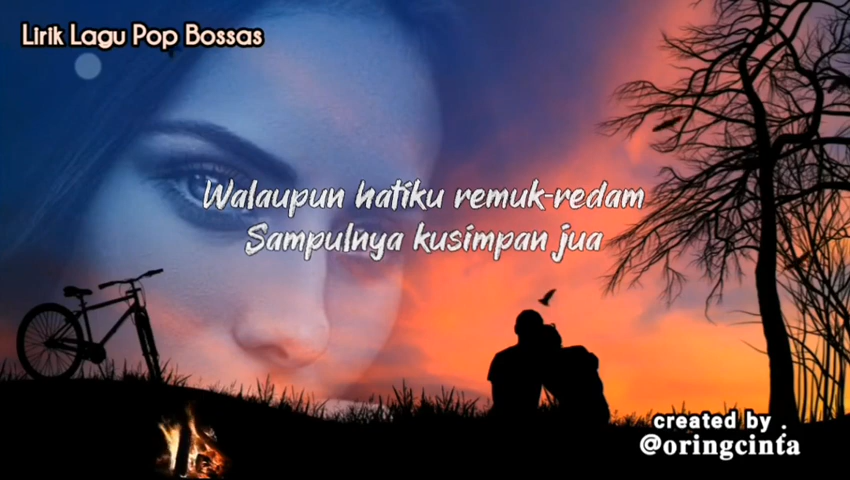 Lirik Lagu Pop Bossas
Walaupun hatiku remuk-redam
Sampulnya kusimpan jua
created by .
@oringcinta